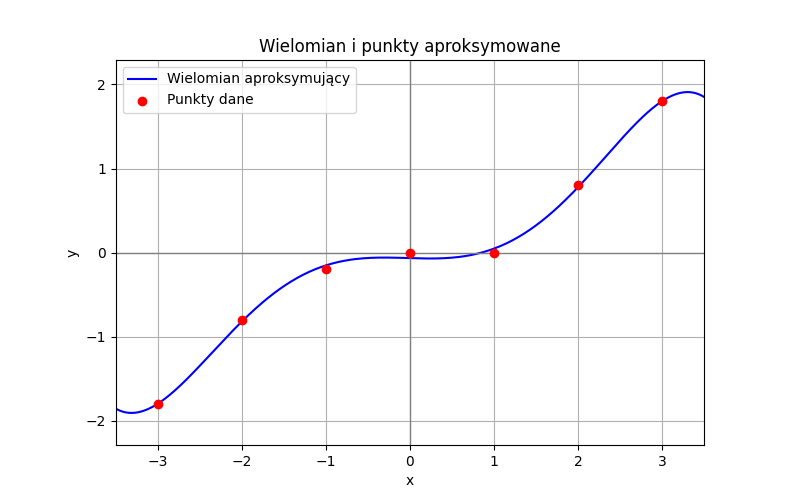 Wielomian i punkty aproksymowane
Wielomian aproksymujący
Punkty dane
y
2
1
0
−1
−2
−3
−2
−1
0
1
2
3
x